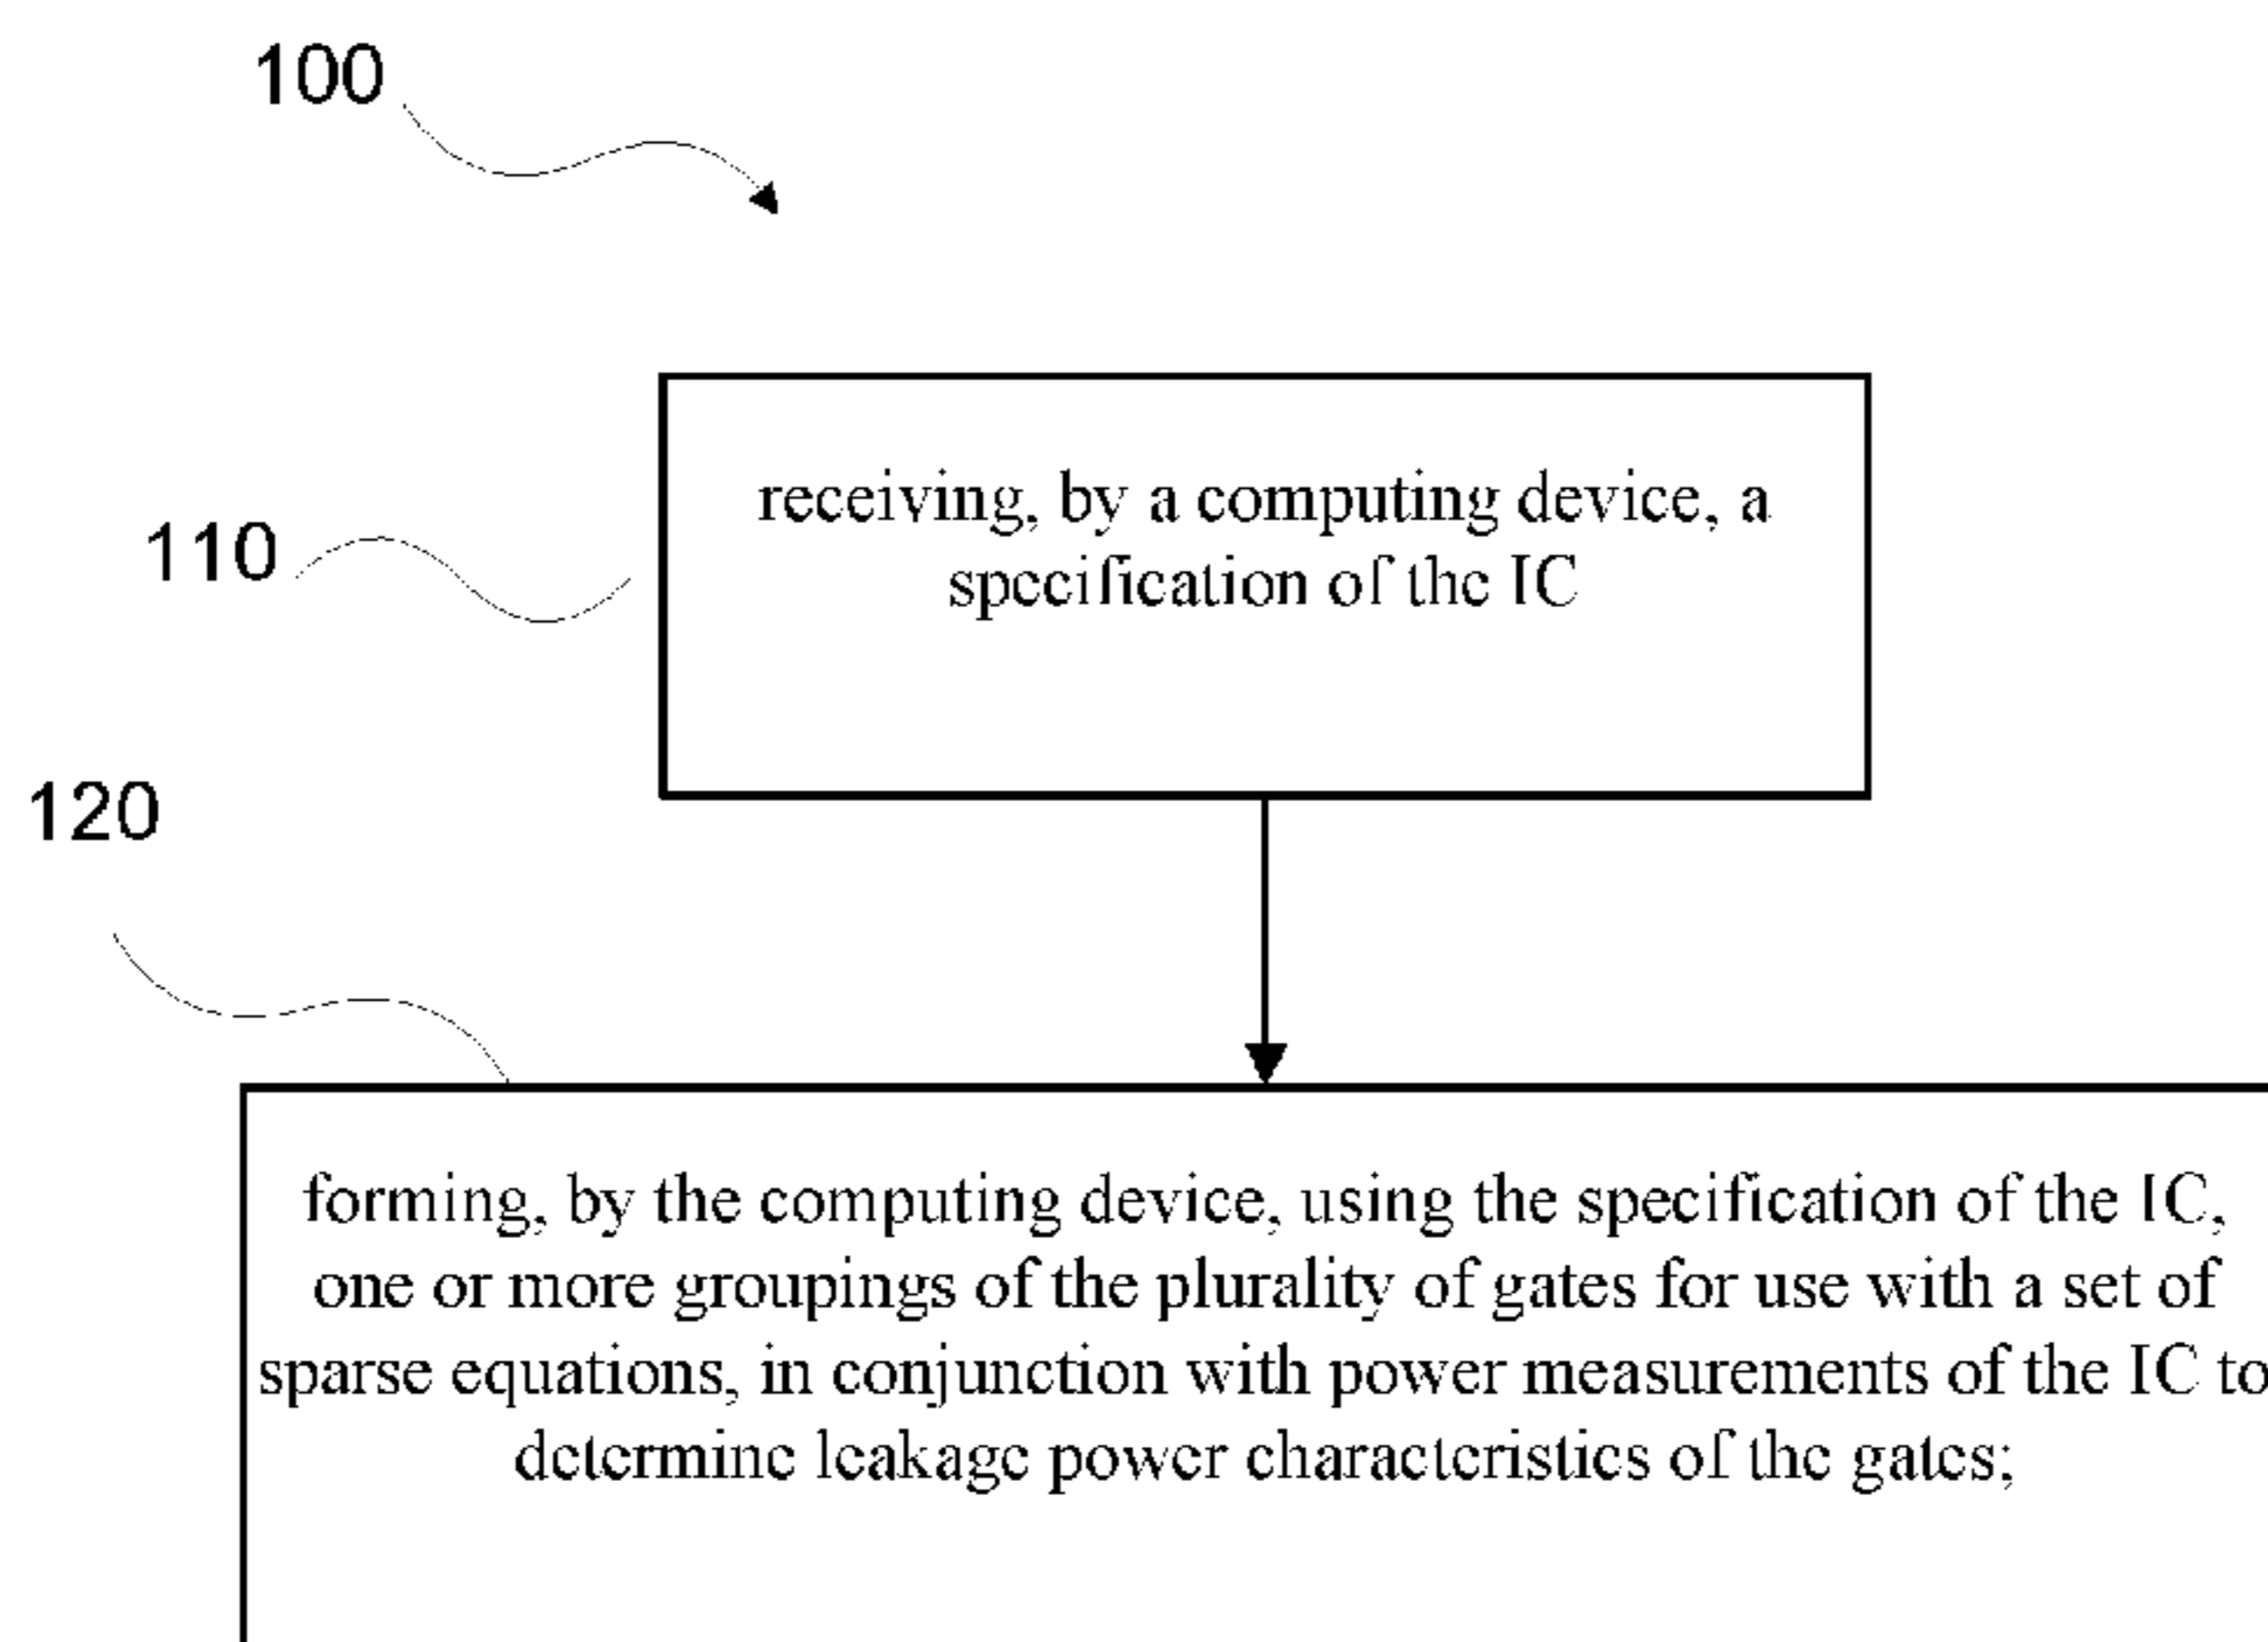 100
110
receiving, by a computing device, a
specification of the IC
120
forming, by the computing device, using the specification of the IC,
one or more groupings of the plurality of gates for use with a set of
sparse equations, in conjunction with power measurements of the IC to
determine leakage power characteristics of the gates;